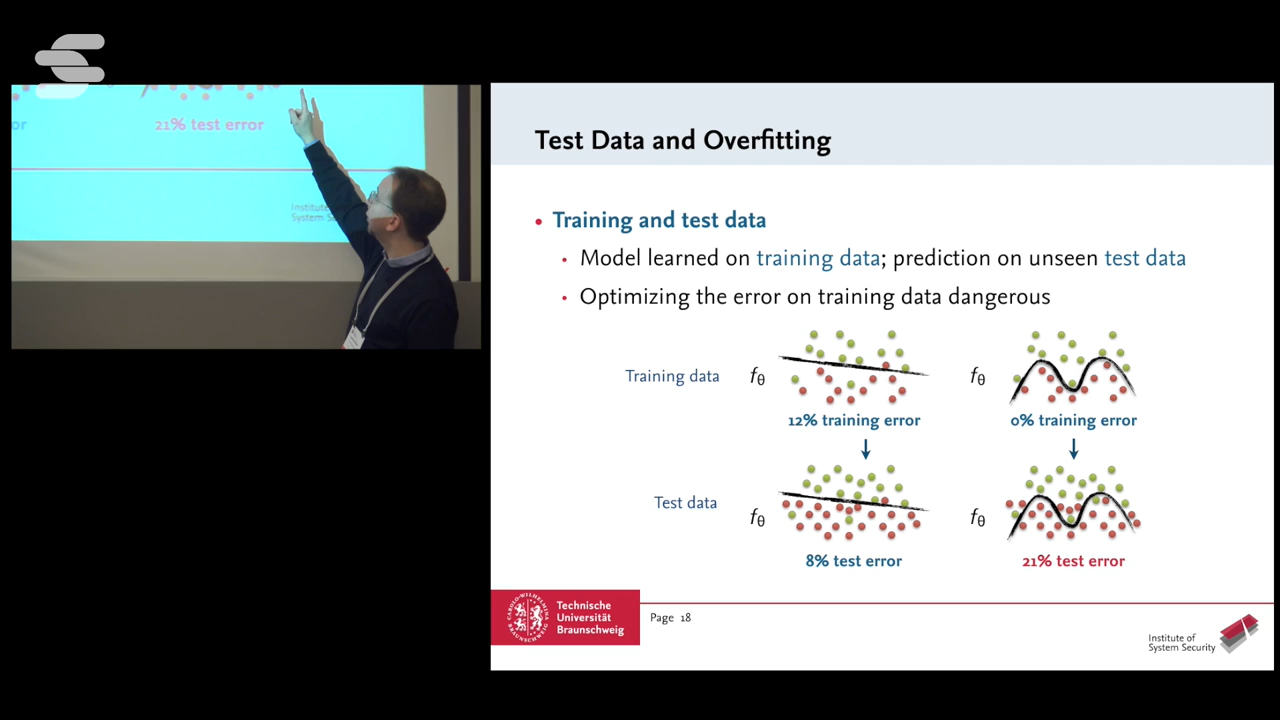 or
21% test error
Institute
System S
Test Data and Overfitting
• Training and test data
• Model learned on training data; prediction on unseen test data
• Optimizing the error on training data dangerous
Training data
fθ
fθ
12% training error
0% training error
Test data
fθ
fθ
8% test error
21% test error
Technische
Universität
Braunschweig
Page 18
Institute of
System Security